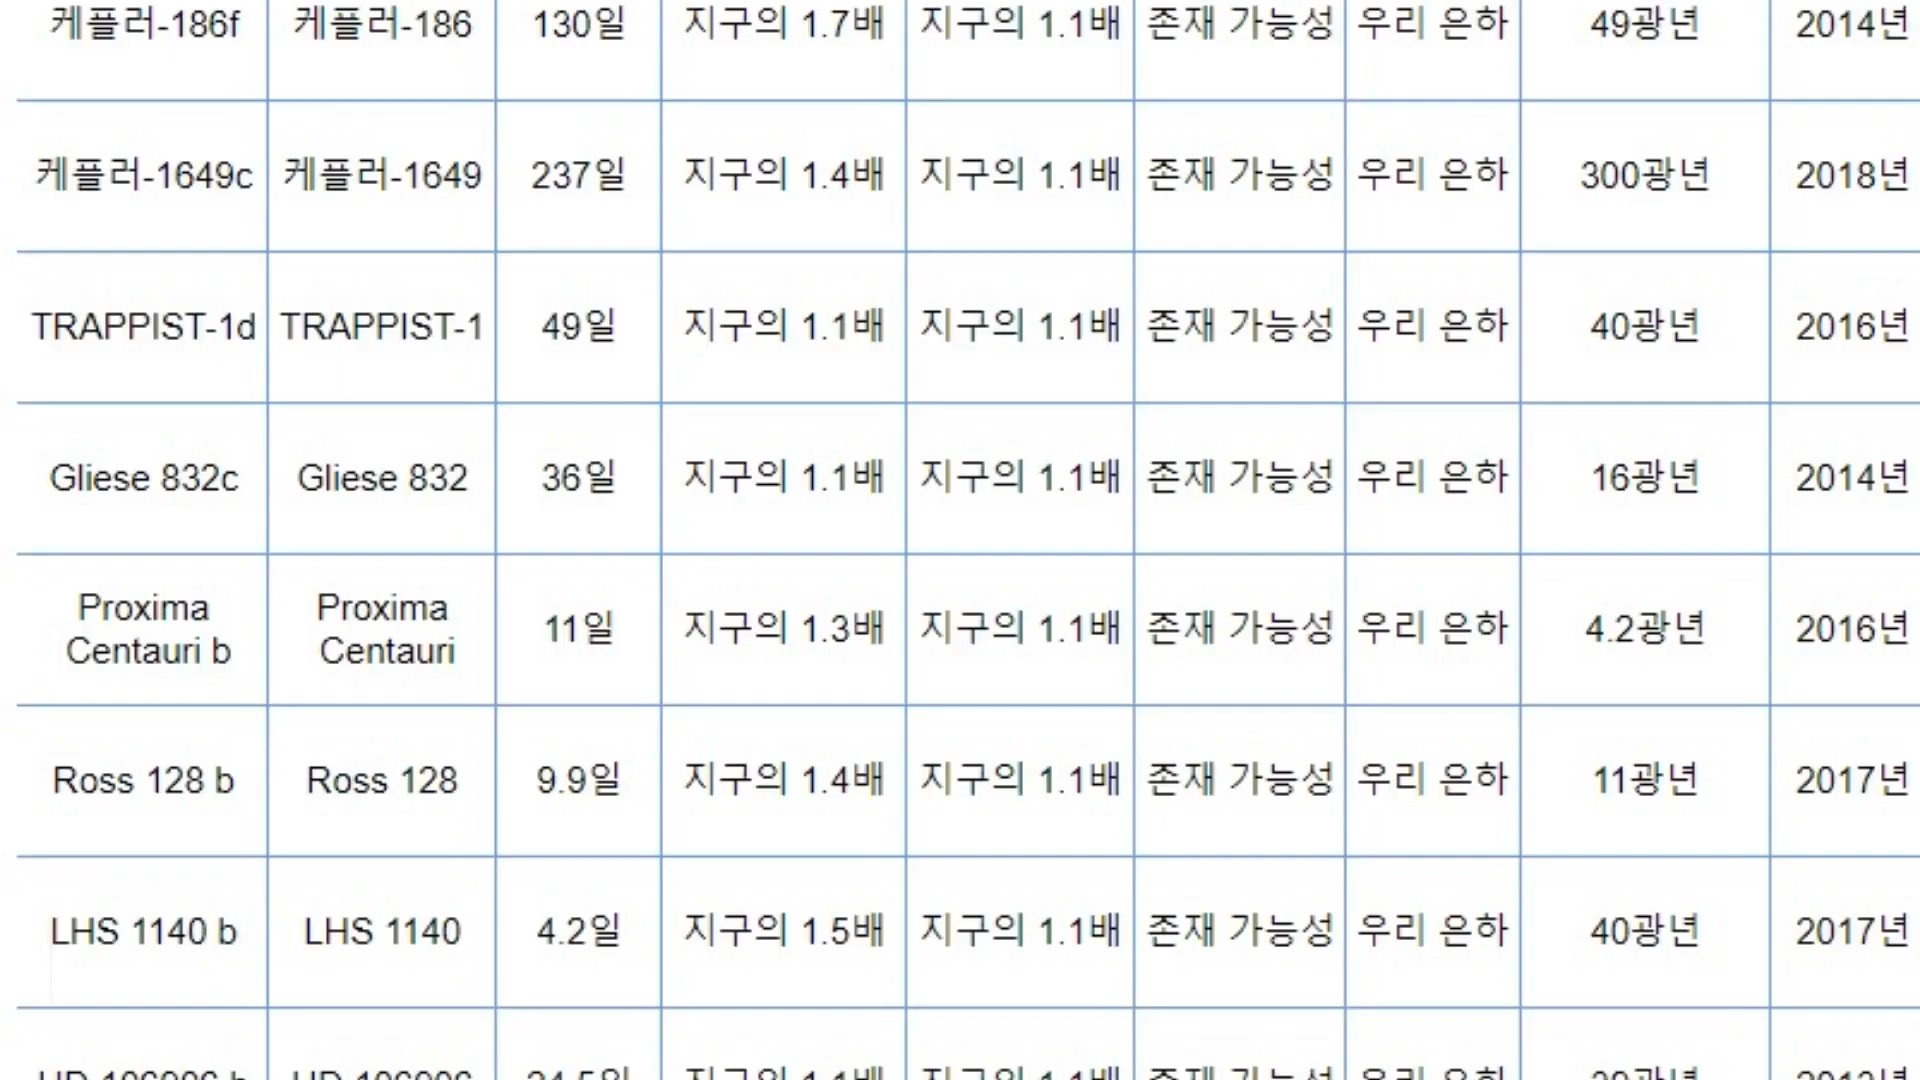 케플러-186f 케플러-186 130일 지구의 1.7배 지구의 1.1배 존재 가능성 우리 은하 49광년 2014년
케플러-1649c 케플러-1649 237일 지구의 1.4배 지구의 1.1배 존재 가능성 우리 은하 300광년 2018년
TRAPPIST-1d TRAPPIST-1 49일 지구의 1.1배 지구의 1.1배 존재 가능성 우리 은하 40광년 2016년
Gliese 832c Gliese 832 36일 지구의 1.1배 지구의 1.1배 존재 가능성 우리 은하 16광년 2014년
Proxima Centauri b Proxima Centauri 11일 지구의 1.3배 지구의 1.1배 존재 가능성 우리 은하 4.2광년 2016년
Ross 128 b Ross 128 9.9일 지구의 1.4배 지구의 1.1배 존재 가능성 우리 은하 11광년 2017년
LHS 1140 b LHS 1140 4.2일 지구의 1.5배 지구의 1.1배 존재 가능성 우리 은하 40광년 2017년